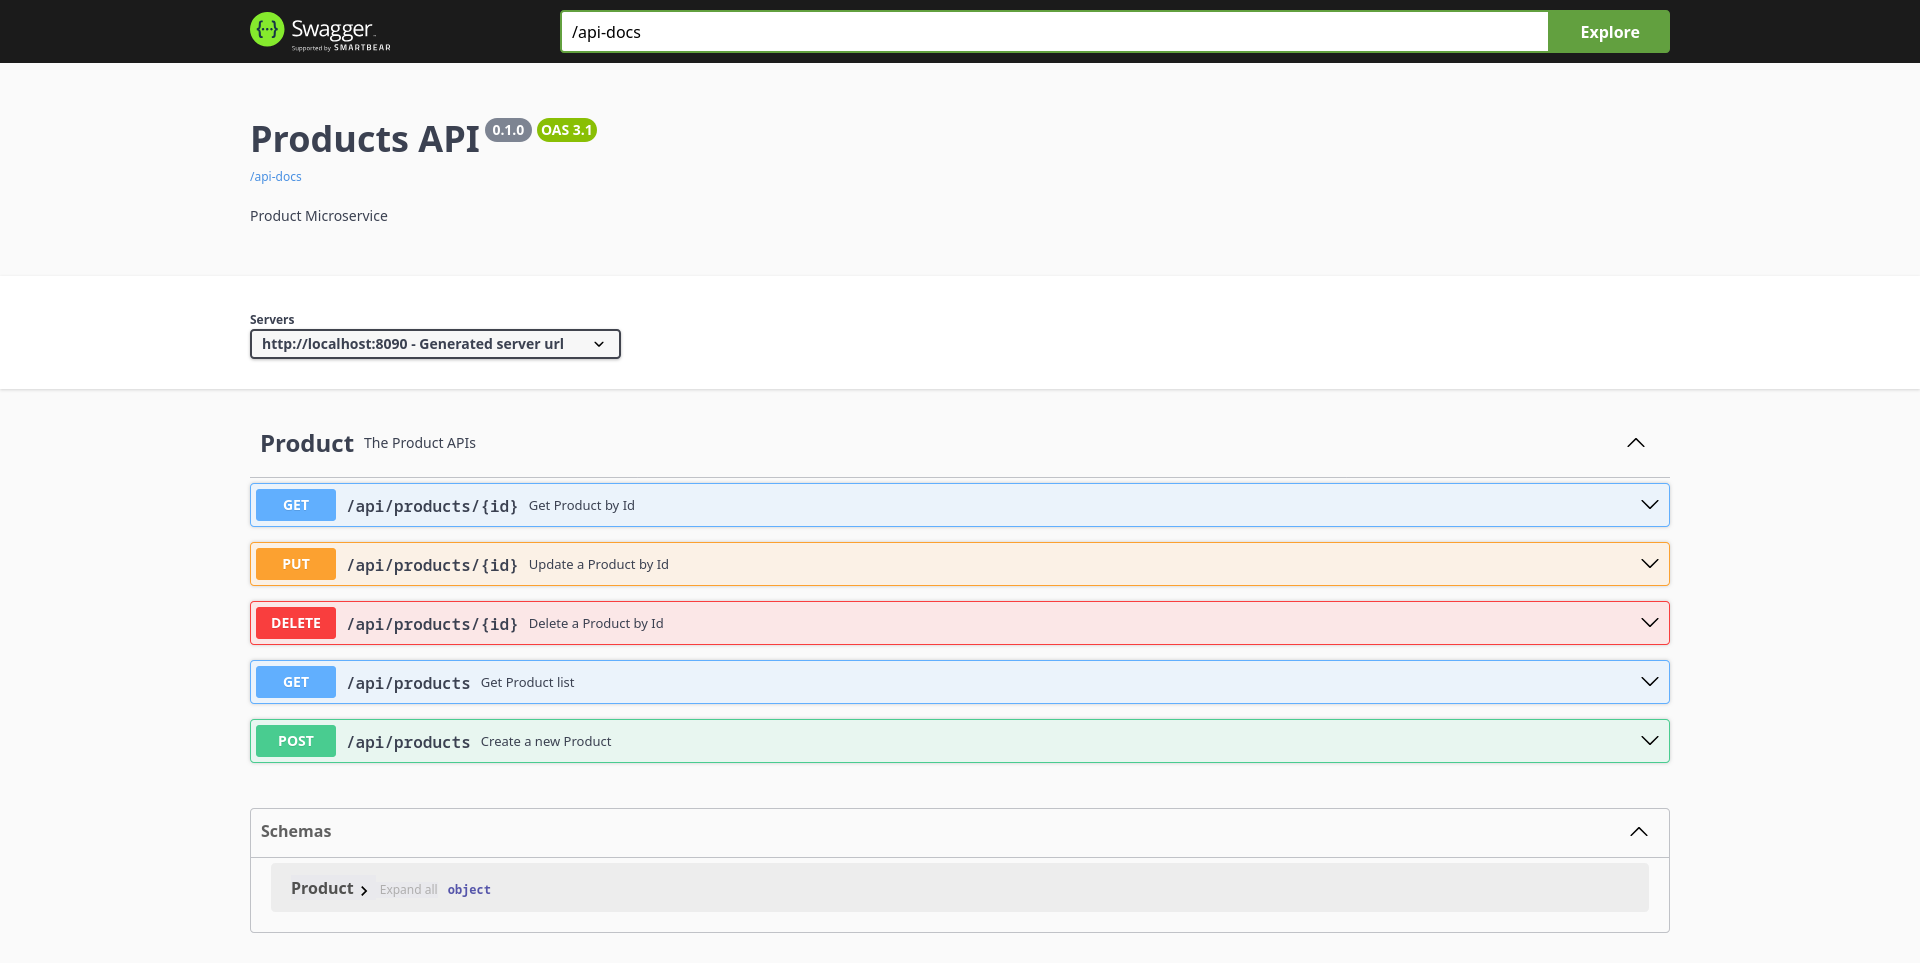 {···} Swagger.
Supported by SMARTBEAR
/api-docs
Explore
Products API 0.1.0 OAS 3.1
/api-docs
Product Microservice
Servers
http://localhost:8090 - Generated server url
Product The Product APIs
GET /api/products/{id} Get Product by Id
PUT /api/products/{id} Update a Product by Id
DELETE /api/products/{id} Delete a Product by Id
GET /api/products Get Product list
POST /api/products Create a new Product
Schemas
Product Expand all object